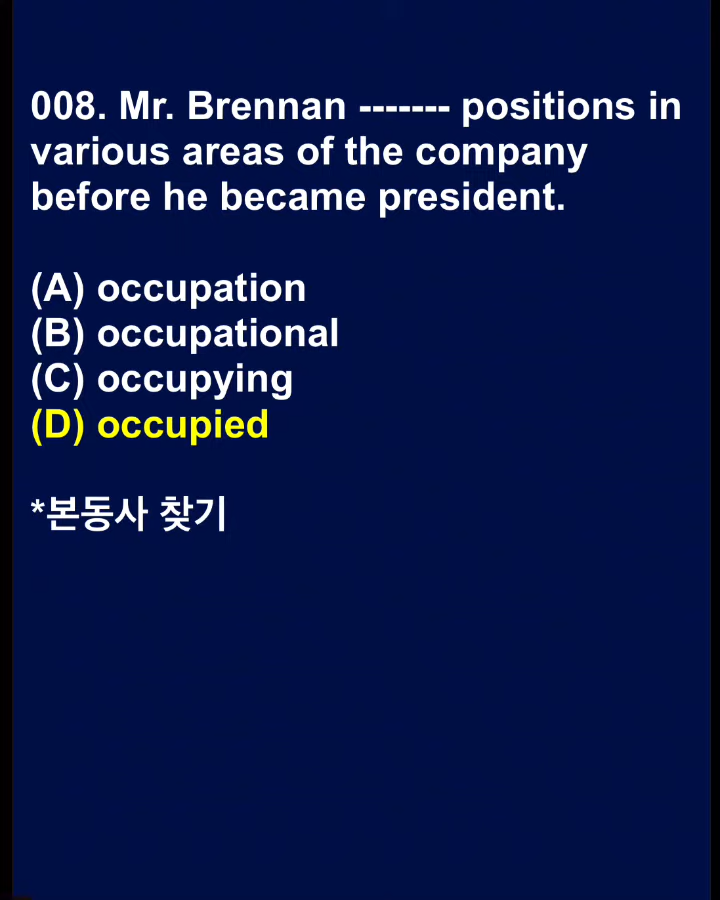 008. Mr. Brennan ------- positions in
various areas of the company
before he became president.
(A) occupation
(B) occupational
(C) occupying
(D) occupied
*본동사 찾기